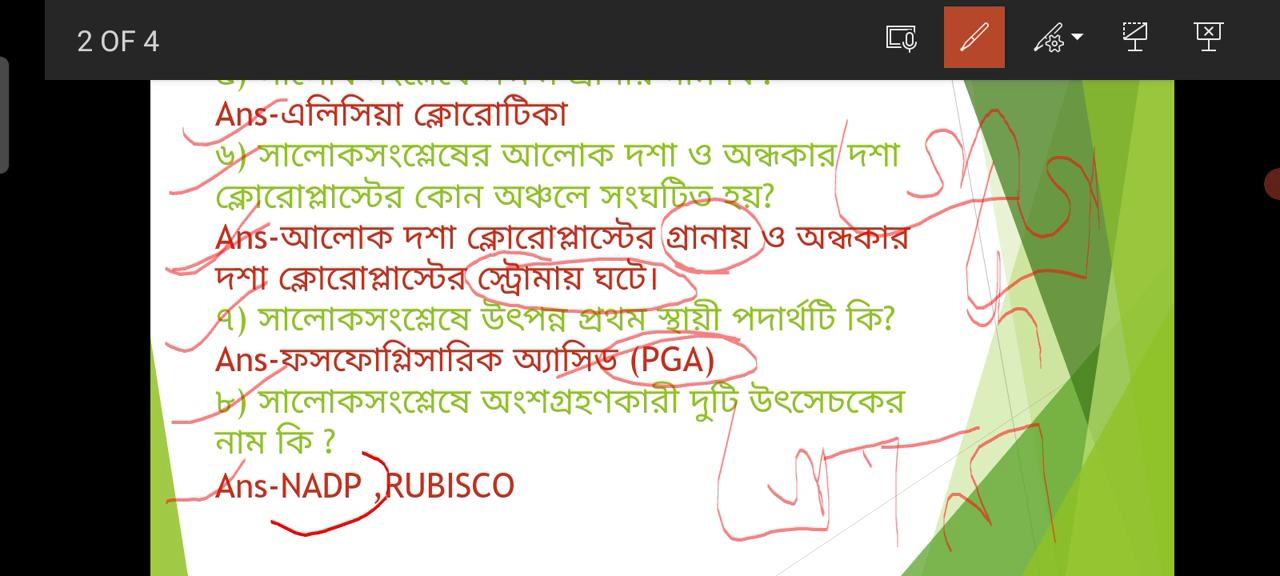 2 OF 4
Ans-এলিসিয়া ক্লোরোটিকা
৬) সালোকসংশ্লেষের আলোক দশা ও অন্ধকার দশা
ক্লোরোপ্লাস্টের কোন অঞ্চলে সংঘটিত হয়?
Ans-আলোক দশা ক্লোরোপ্লাস্টের গ্রানায় ও অন্ধকার
দশা ক্লোরোপ্লাস্টের স্ট্রোমায় ঘটে।
৭) সালোকসংশ্লেষে উৎপন্ন প্রথম স্থায়ী পদার্থটি কি?
Ans-ফসফোগ্লিসারিক অ্যাসিড (PGA)
৮) সালোকসংশ্লেষে অংশগ্রহণকারী দুটি উৎসেচকের
নাম কি ?
Ans-NADP ,RUBISCO